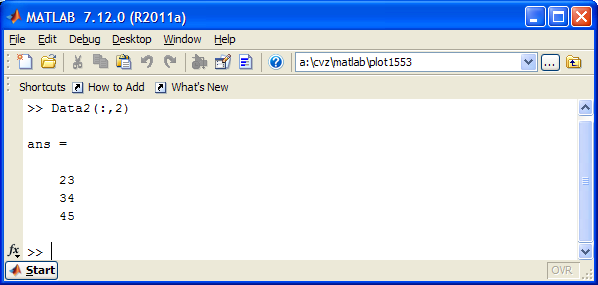 MATLAB 7.12.0 (R2011a)
File Edit Debug Desktop Window Help
a:\cvz\matlab\plot1553 ...
Shortcuts How to Add What's New
>> Data2(:,2)
ans =
23
34
45
fx >>
Start OVR